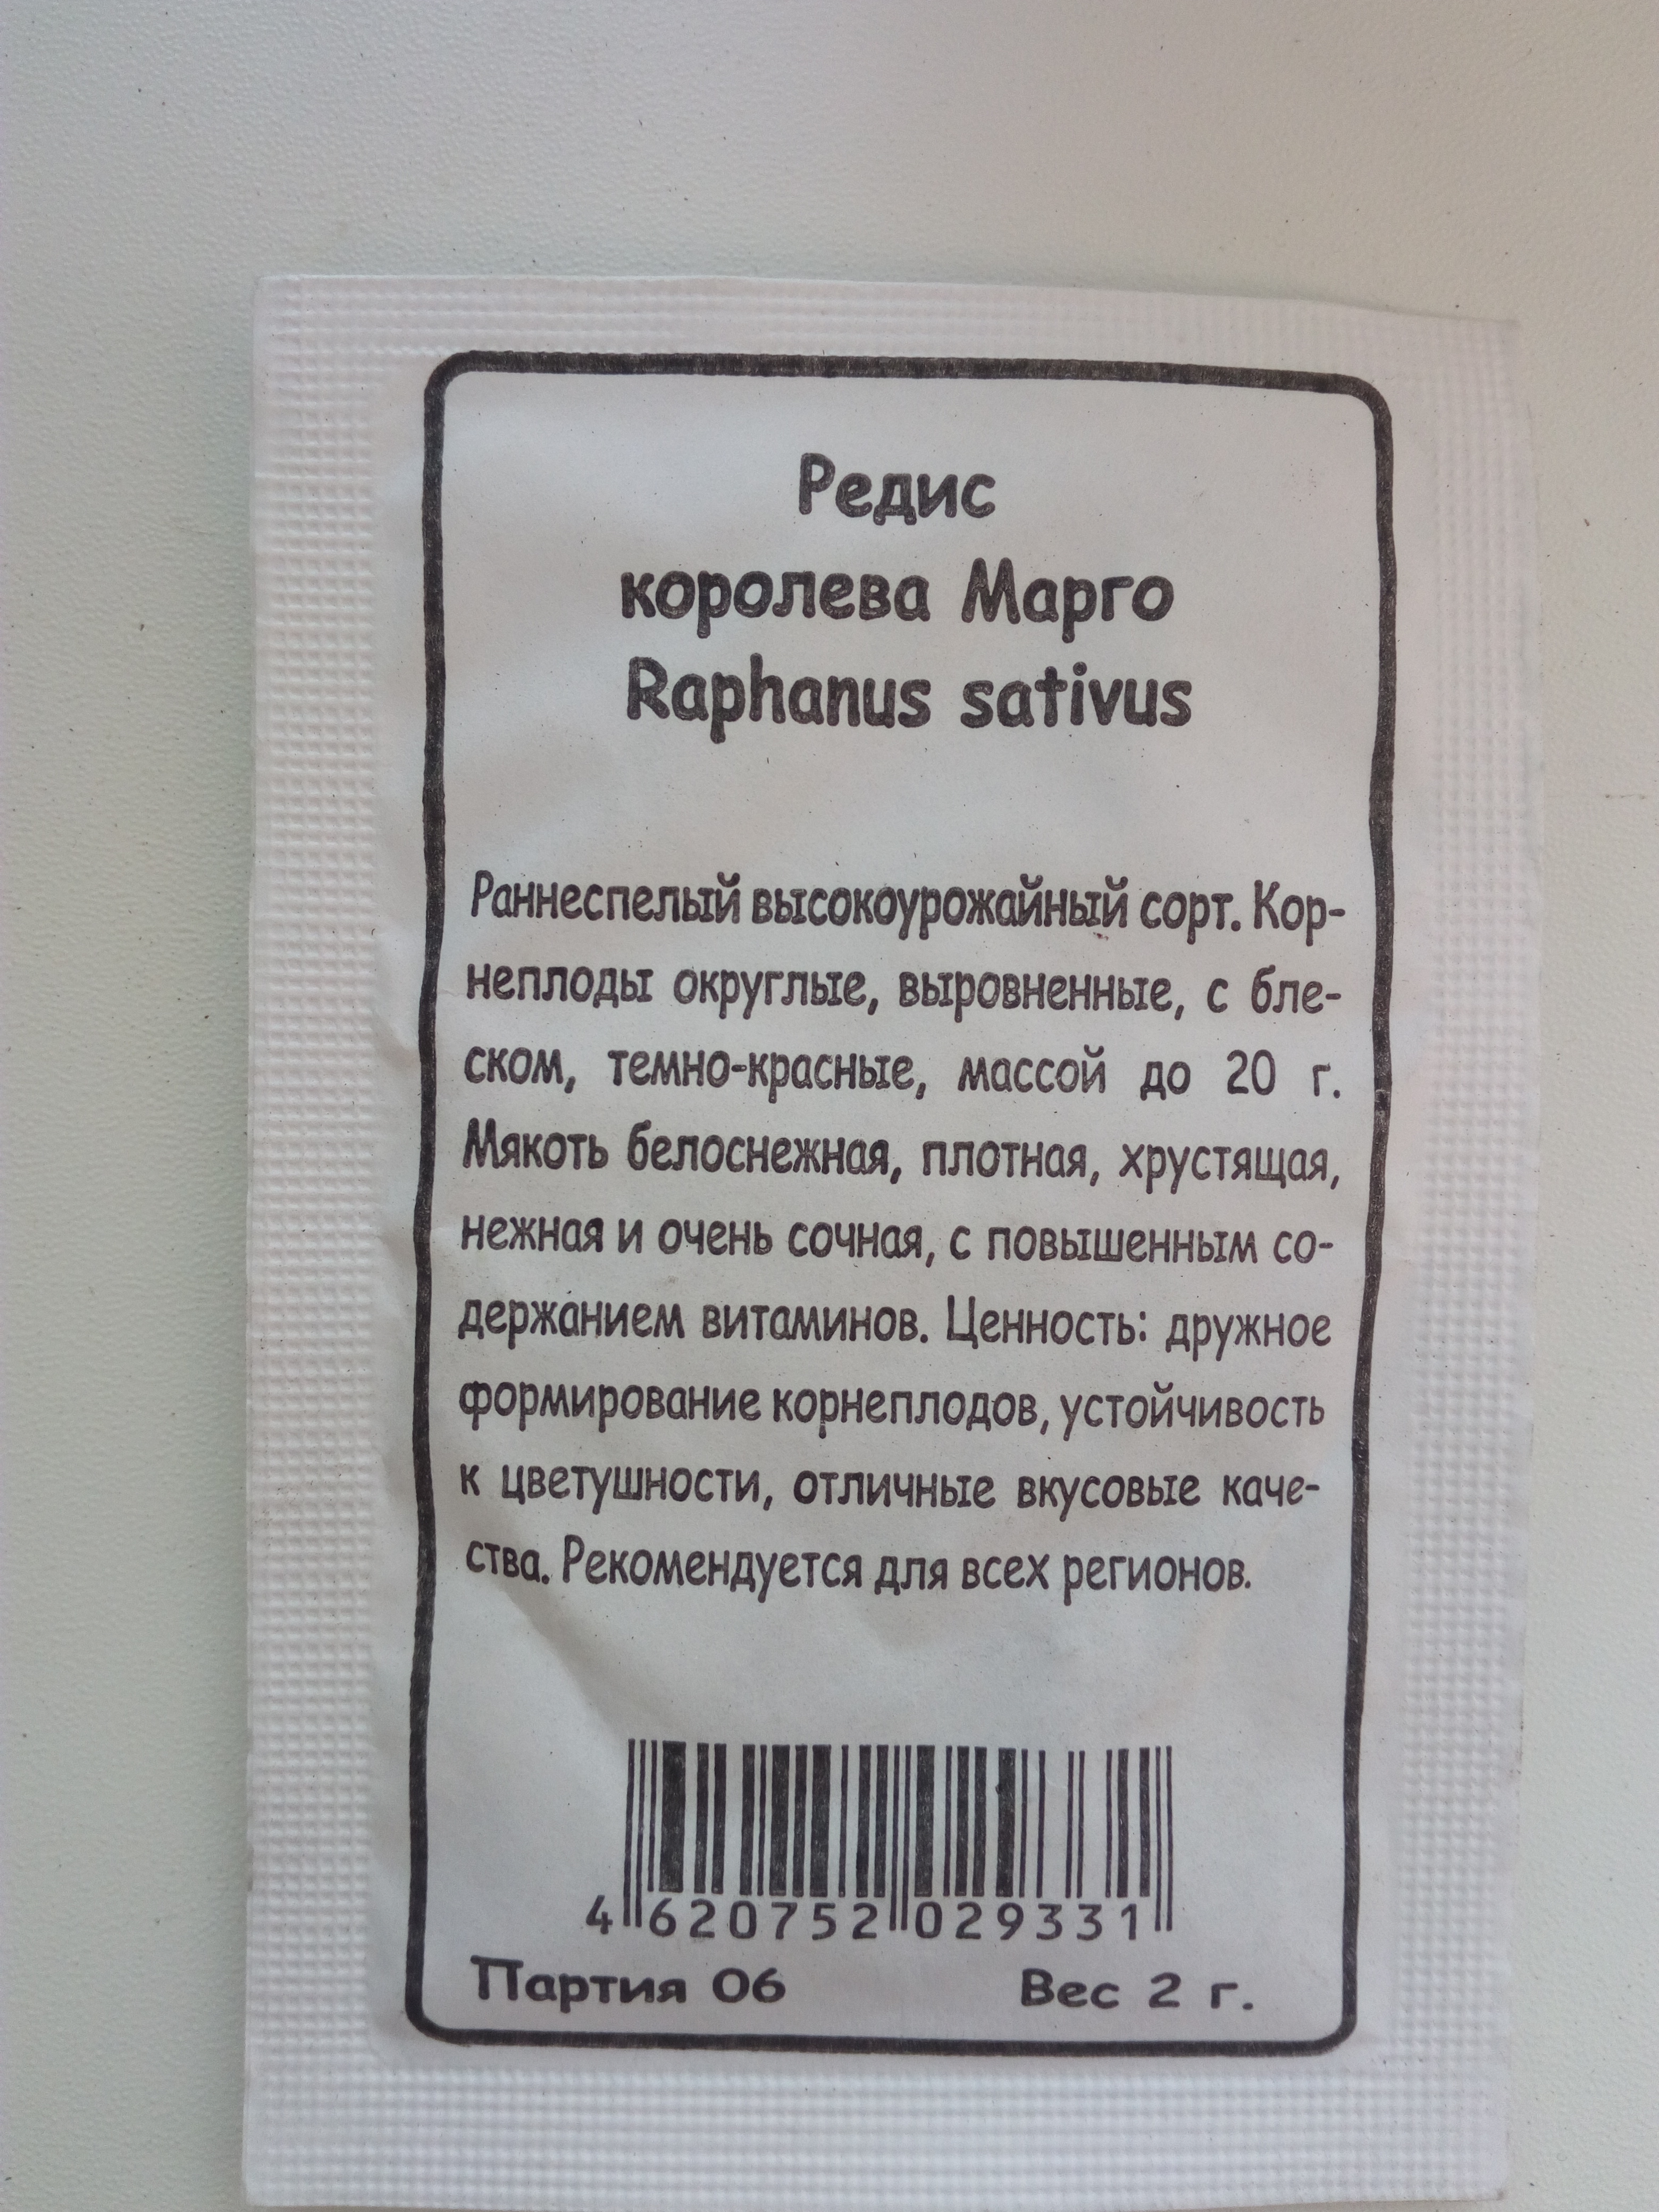 Редис
королева Марго
Raphanus sativus
Раннеспелый высокоурожайный сорт. Кор-
неплоды округлые, выровненные, с бле-
ском, темно-красные, массой до 20 г.
Мякоть белоснежная, плотная, хрустящая,
нежная и очень сочная, с повышенным со-
держанием витаминов. Ценность: дружное
формирование корнеплодов, устойчивость
к цветушности, отличные вкусовые каче-
ства. Рекомендуется для всех регионов.
4 620752 029331
Партия 06 Вес 2 г.